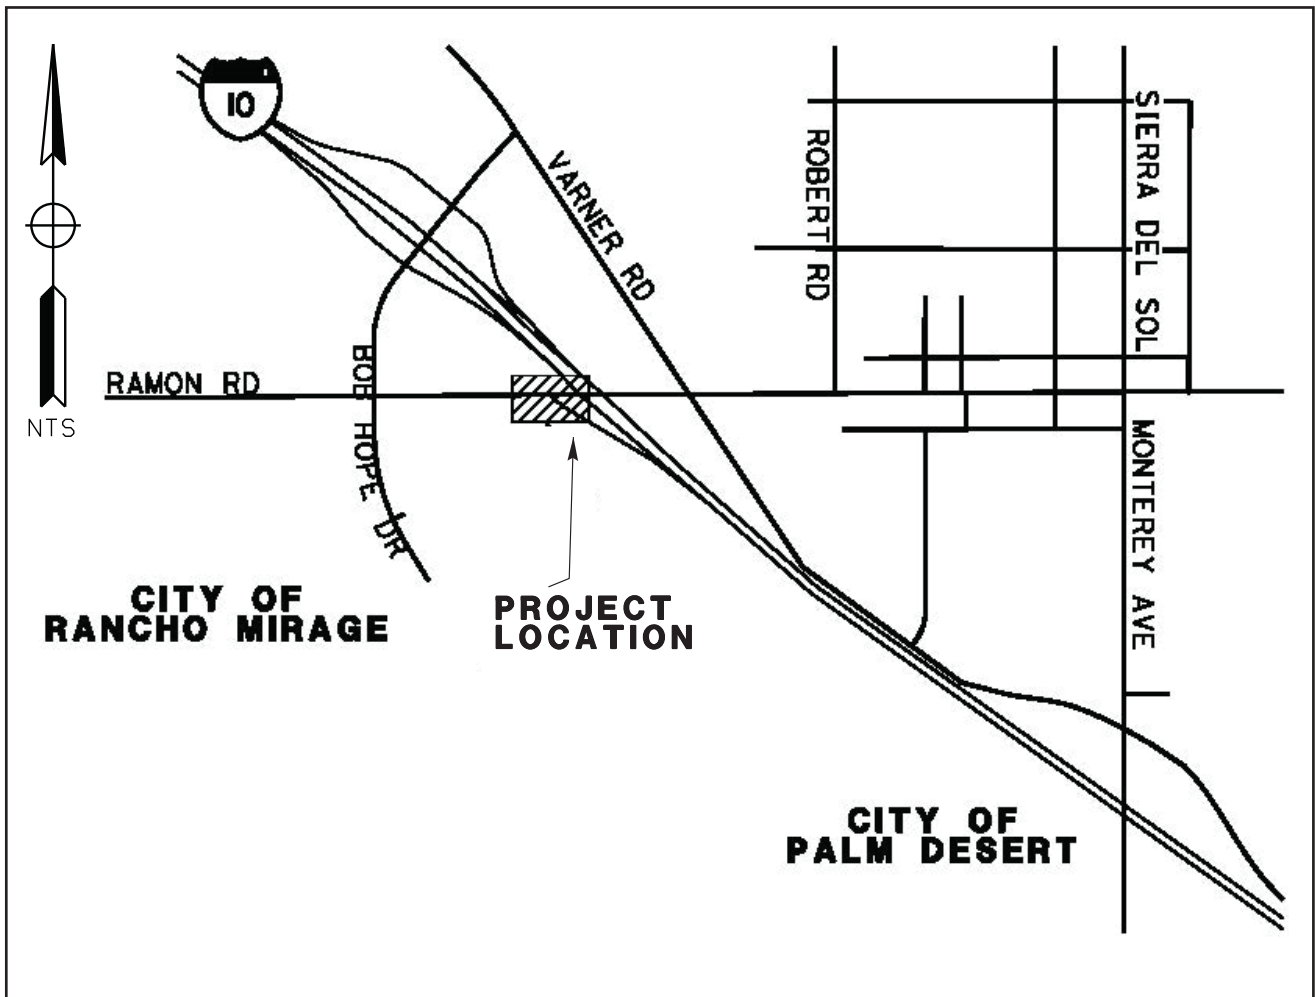 10
VARNER RD
ROBERT RD
SIERRA DEL SOL
RAMON RD
BOB HOPE DR
NTS
MONTEREY AVE
CITY OF
RANCHO MIRAGE
PROJECT
LOCATION
CITY OF
PALM DESERT